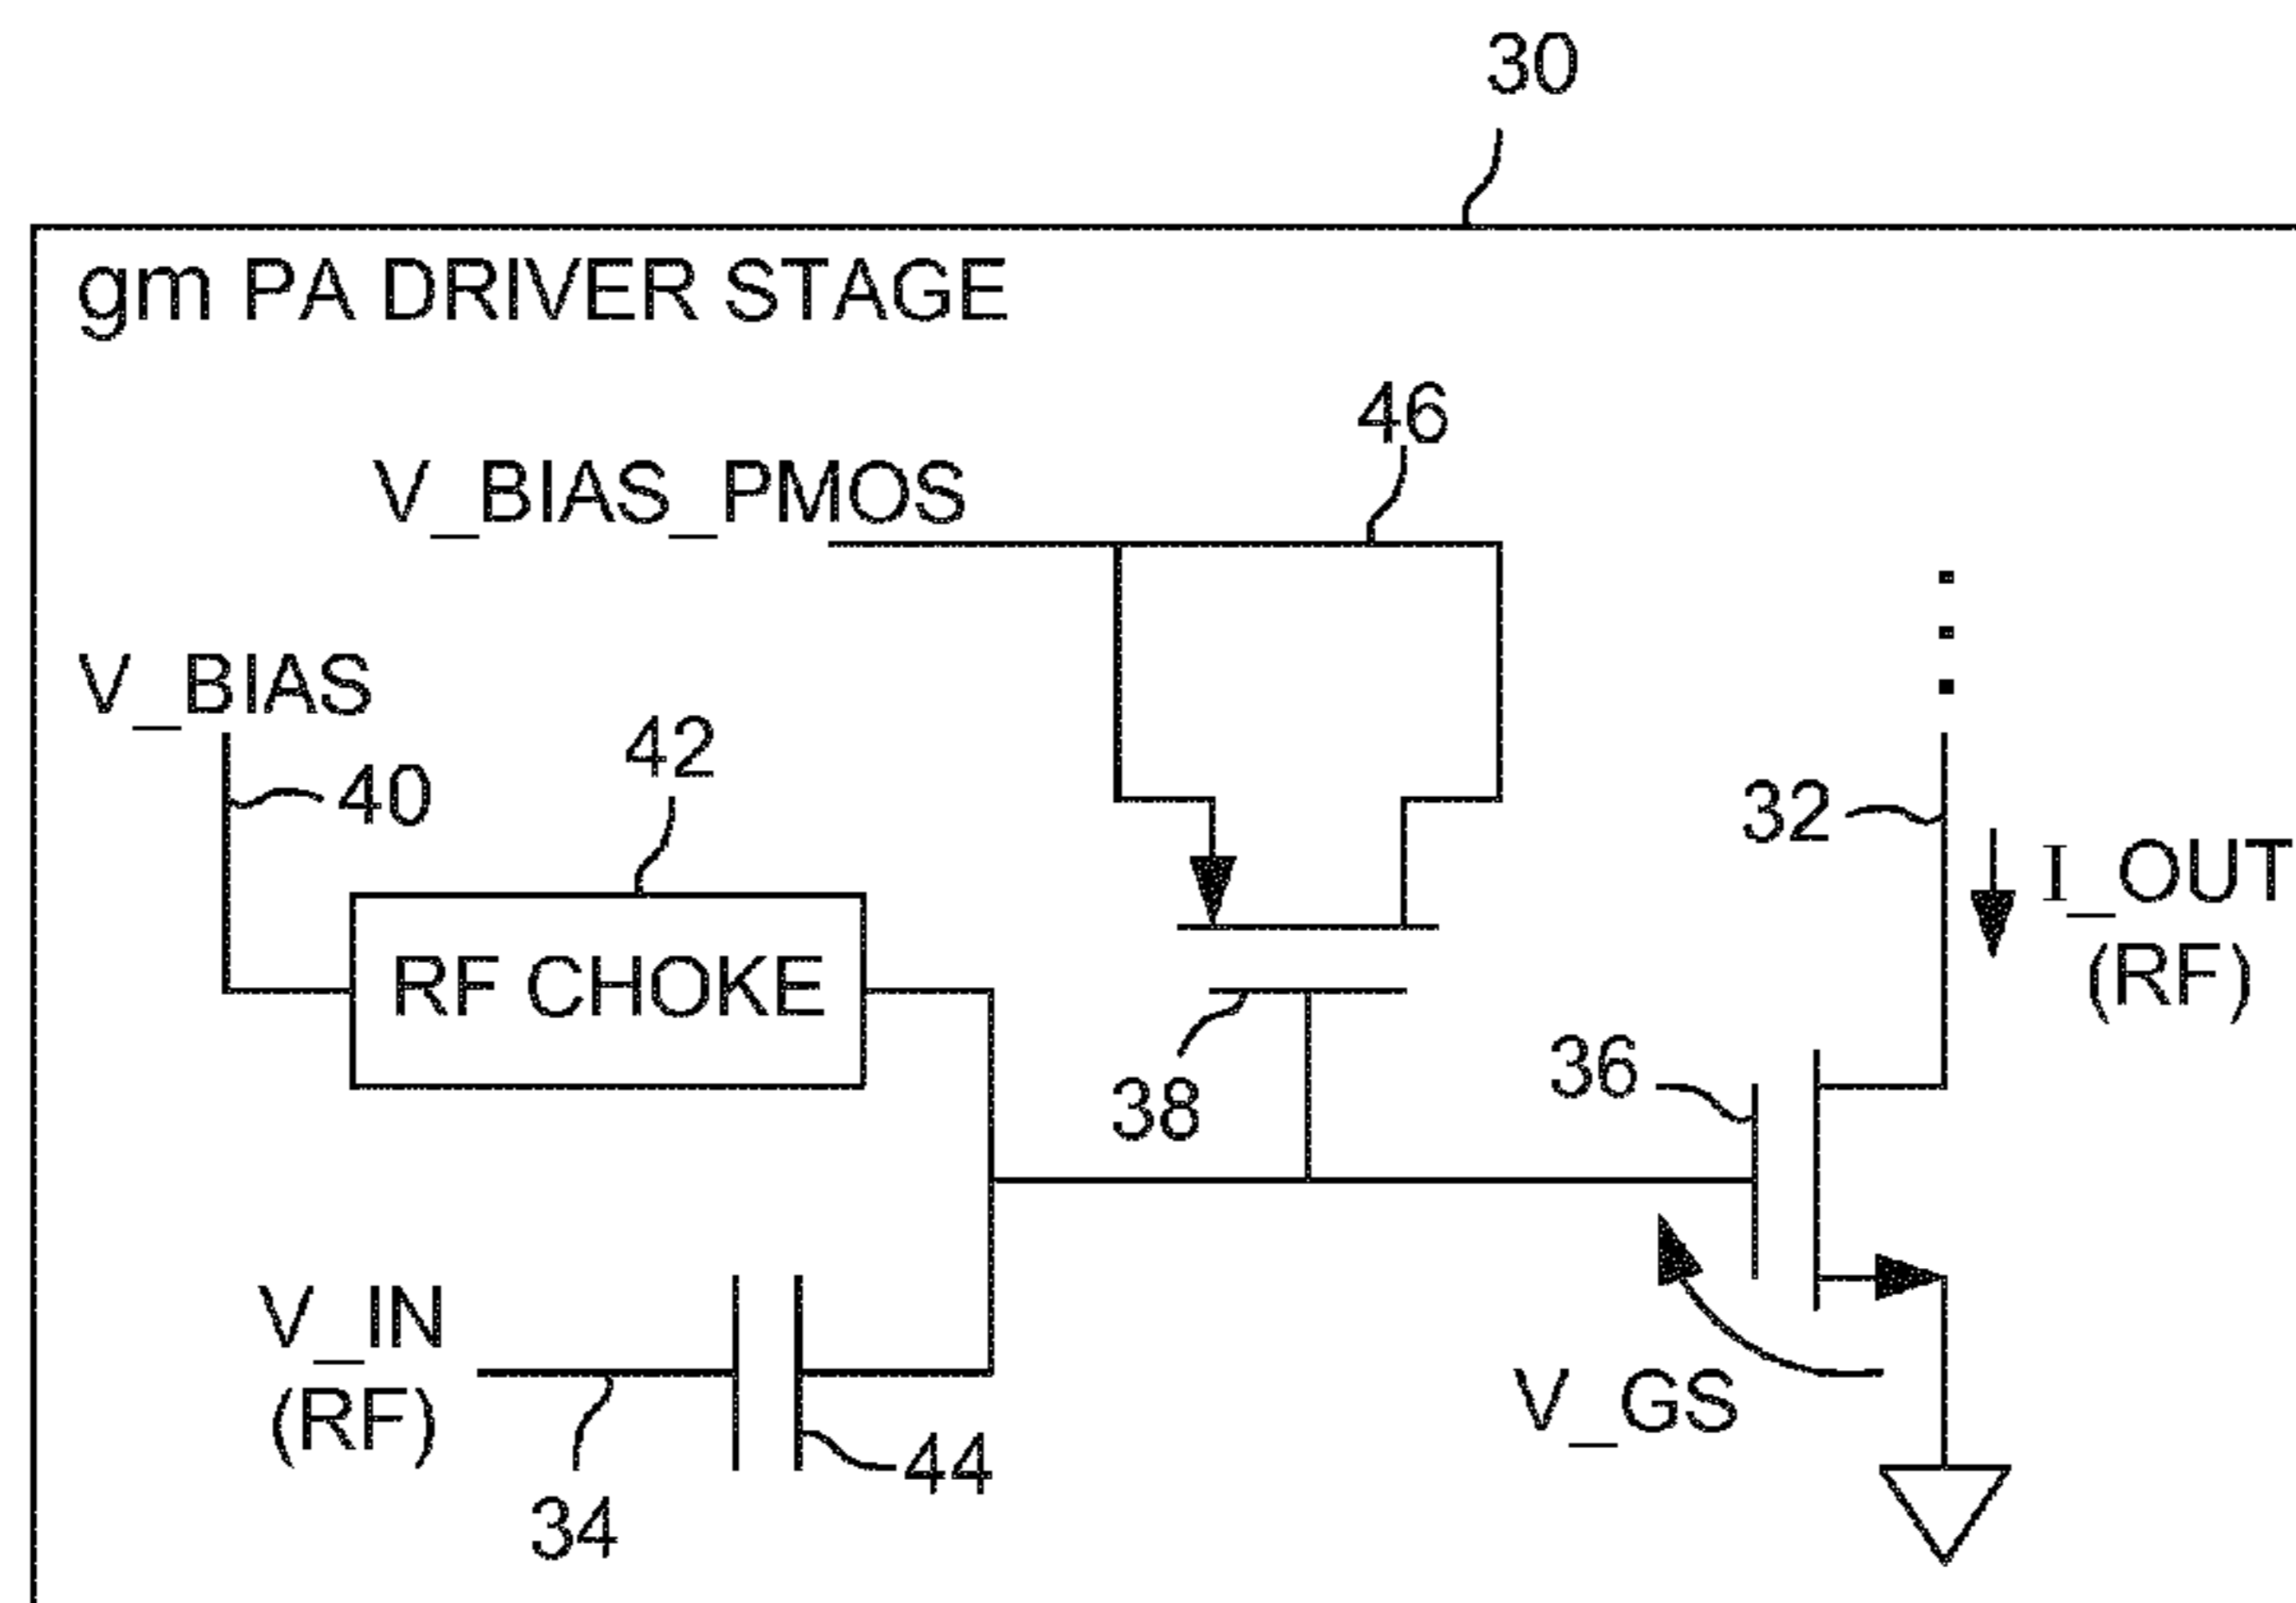 30
gm PA DRIVER STAGE
46
V_BIAS_PMOS
V_BIAS
42
40
32
I_OUT
(RF)
RF CHOKE
36
38
V_IN
(RF)
V_GS
44
34